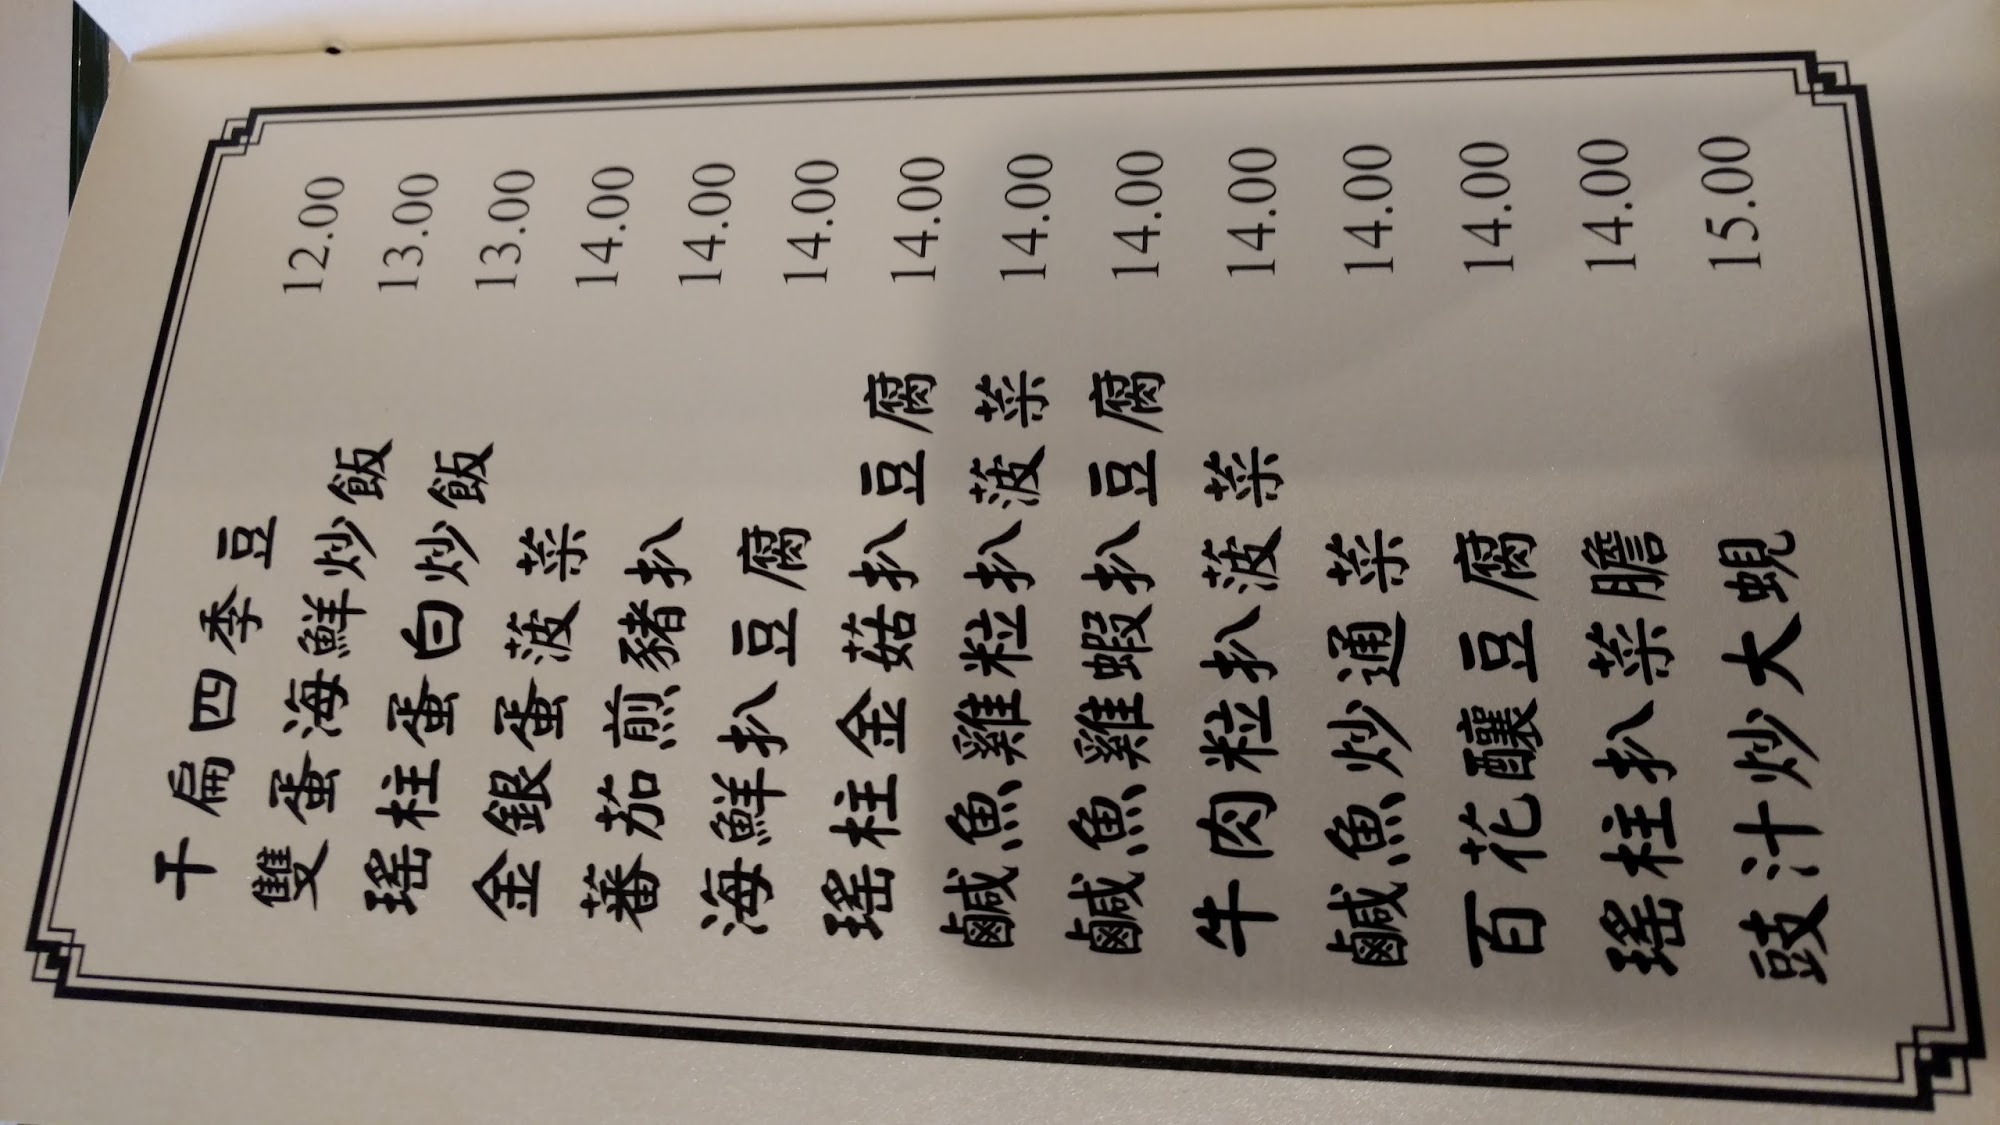 干扁四季豆 12.00
雙蛋海鮮炒飯 13.00
瑤柱蛋白炒飯 13.00
金銀蛋菠菜 14.00
蕃茄煎豬扒 14.00
海鮮扒豆腐 14.00
瑤柱金菇扒豆腐 14.00
鹹魚雞粒扒菠菜 14.00
鹹魚雞蝦扒豆腐 14.00
牛肉粒扒菠菜 14.00
鹹魚炒通菜 14.00
百花釀豆腐 14.00
瑤柱扒菜膽 14.00
豉汁炒大蜆 15.00